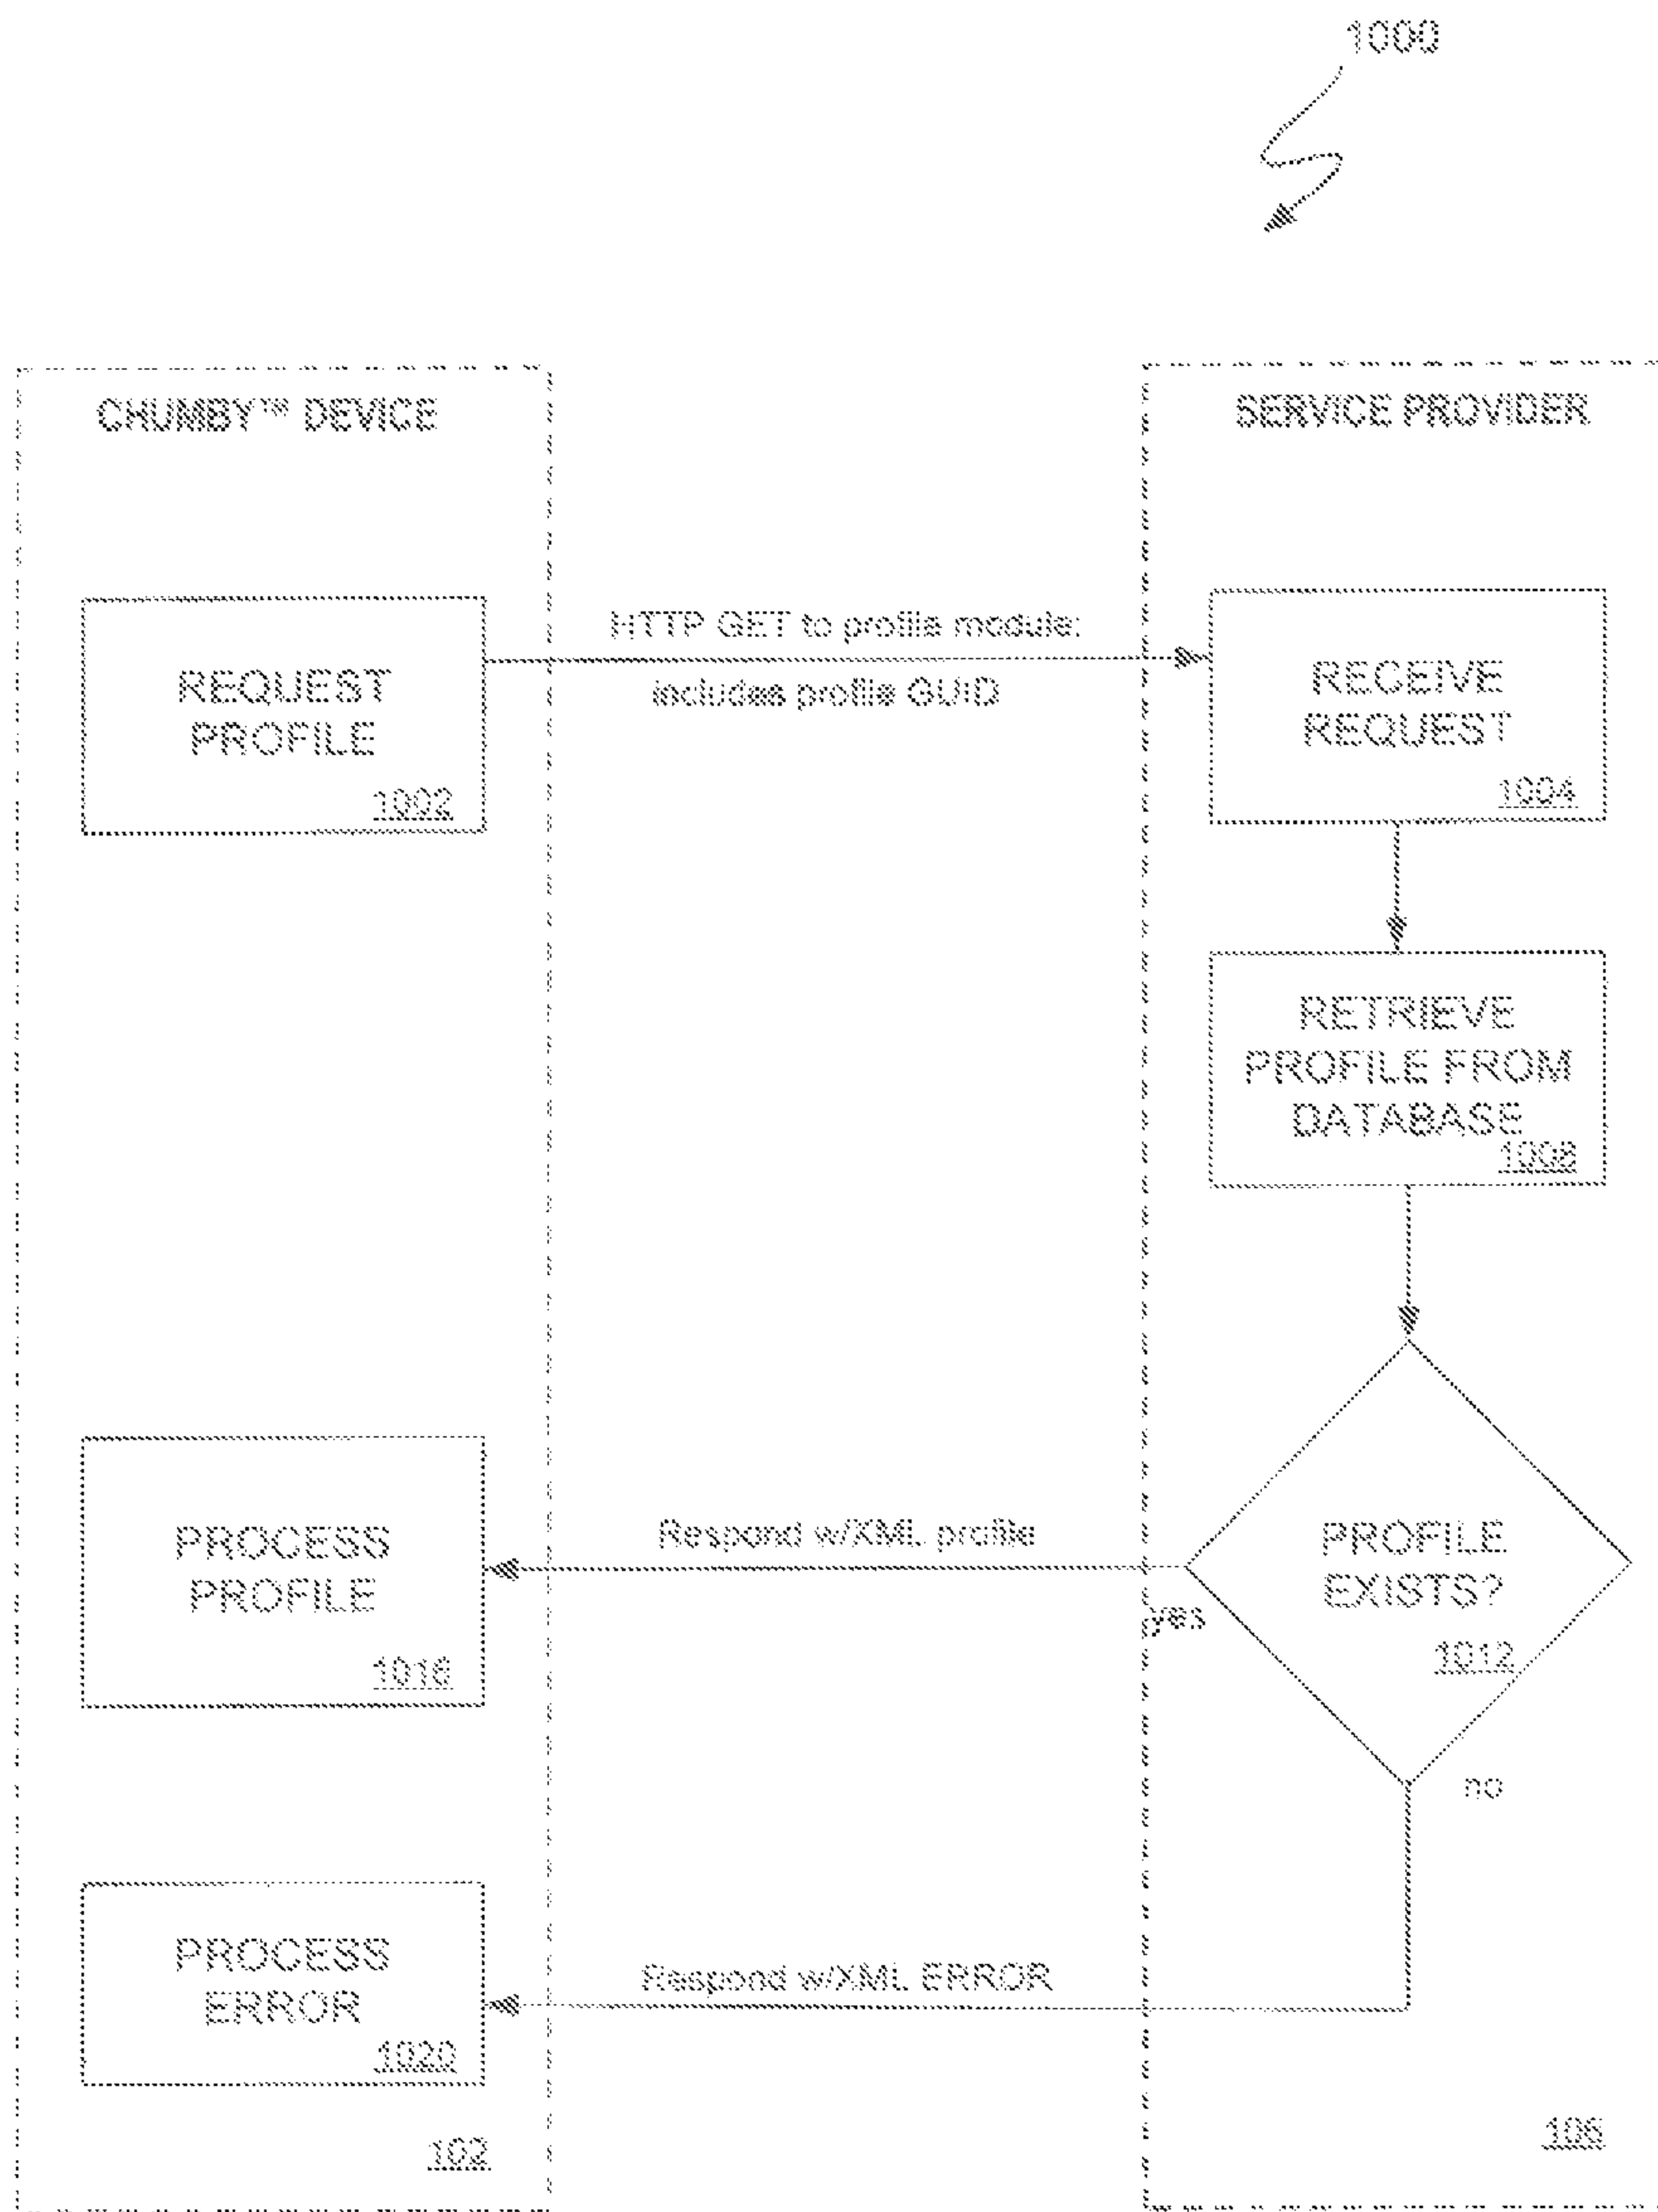 1000
CHUMBY™ DEVICE
SERVICE PROVIDER
REQUEST
PROFILE
1002
HTTP GET to profile module:
includes profile GUID
RECEIVE
REQUEST
1004
RETRIEVE
PROFILE FROM
DATABASE
1008
PROFILE
EXISTS?
1012
yes
no
Respond w/XML profile
PROCESS
PROFILE
1016
Respond w/XML ERROR
PROCESS
ERROR
1020
102
106